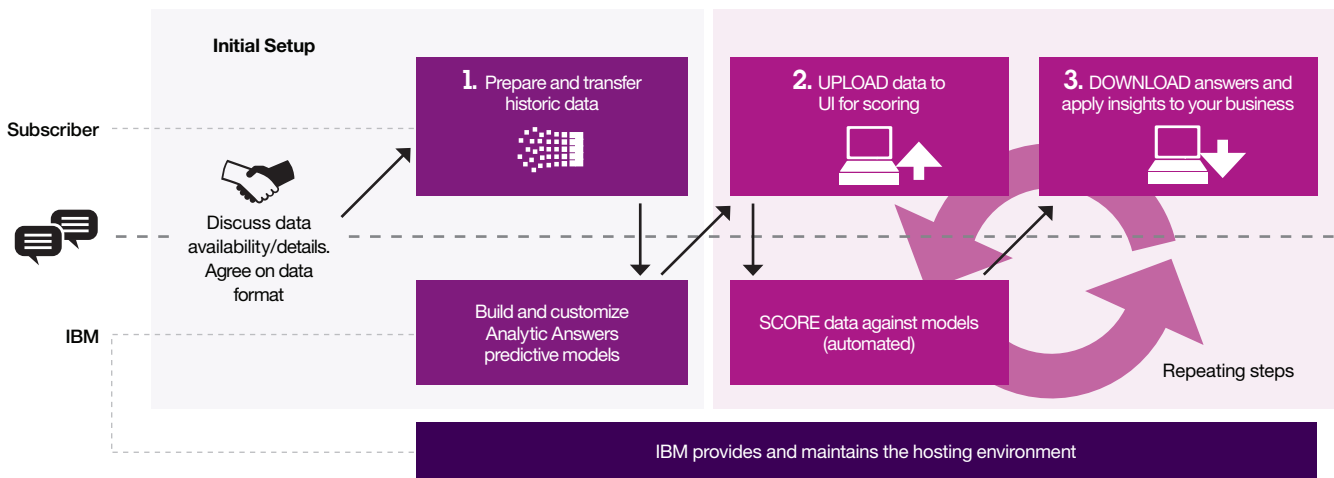 Initial Setup
Subscriber
IBM
Discuss data
availability/details.
Agree on data
format
1. Prepare and transfer
historic data
Build and customize
Analytic Answers
predictive models
2. UPLOAD data to
UI for scoring
SCORE data against models
(automated)
3. DOWNLOAD answers and
apply insights to your business
Repeating steps
IBM provides and maintains the hosting environment